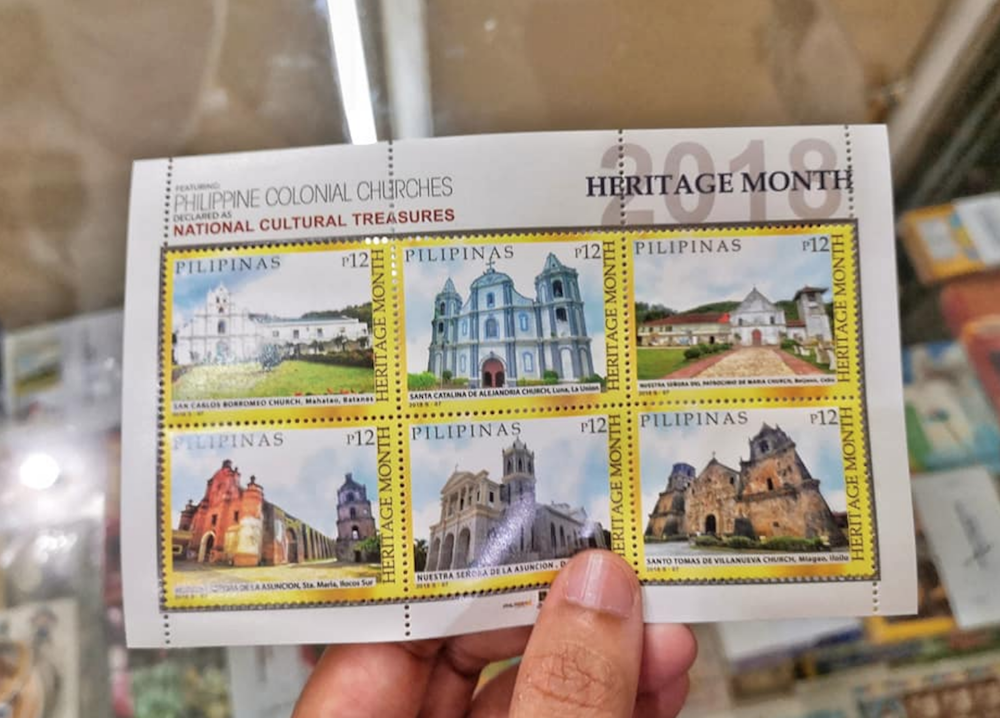 FEATURING:
PHILIPPINE COLONIAL CHURCHES
DECLARED AS
NATIONAL CULTURAL TREASURES
2018
HERITAGE MONTH
PILIPINAS P12
HERITAGE MONTH
SAN CARLOS BORROMEO CHURCH, Mahatao, Batanes
PILIPINAS P12
HERITAGE MONTH
SANTA CATALINA DE ALEJANDRIA CHURCH, Luna, La Union
PILIPINAS P12
HERITAGE MONTH
NUESTRA SEÑORA DEL PATROCINIO DE MARIA CHURCH, Boljoon, Cebu
PILIPINAS P12
HERITAGE MONTH
DE LA ASUNCION, Sta. Maria, Ilocos Sur
PILIPINAS P12
HERITAGE MONTH
NUESTRA SEÑORA DE LA ASUNCION
PILIPINAS P12
HERITAGE MONTH
SANTO TOMAS DE VILLANUEVA CHURCH, Miagao, Iloilo